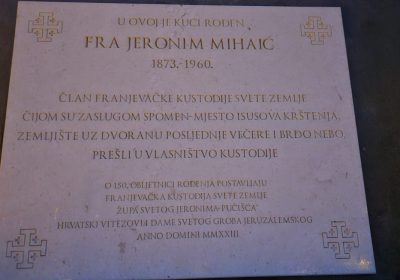 U OVOJ JE KUĆI ROĐEN
FRA JERONIM MIHAIĆ
1873.-1960.
ČLAN FRANJEVAČKE KUSTODIJE SVETE ZEMLJE
ČIJOM SU ZASLUGOM SPOMEN-MJESTO ISUSOVA KRŠTENJA,
ZEMLJIŠTE UZ DVORANU POSLJEDNJE VEČERE I BRDO NEBO,
PREŠLI U VLASNIŠTVO KUSTODIJE
O 150. OBLJETNICI ROĐENJA POSTAVLJAJU
FRANJEVAČKA KUSTODIJA SVETE ZEMLJE
ŽUPA SVETOG JERONIMA-PUČIŠĆA
HRVATSKI VITEZOVI I DAME SVETOG GROBA JERUZALEMSKOG
ANNO DOMINI MMXXIII